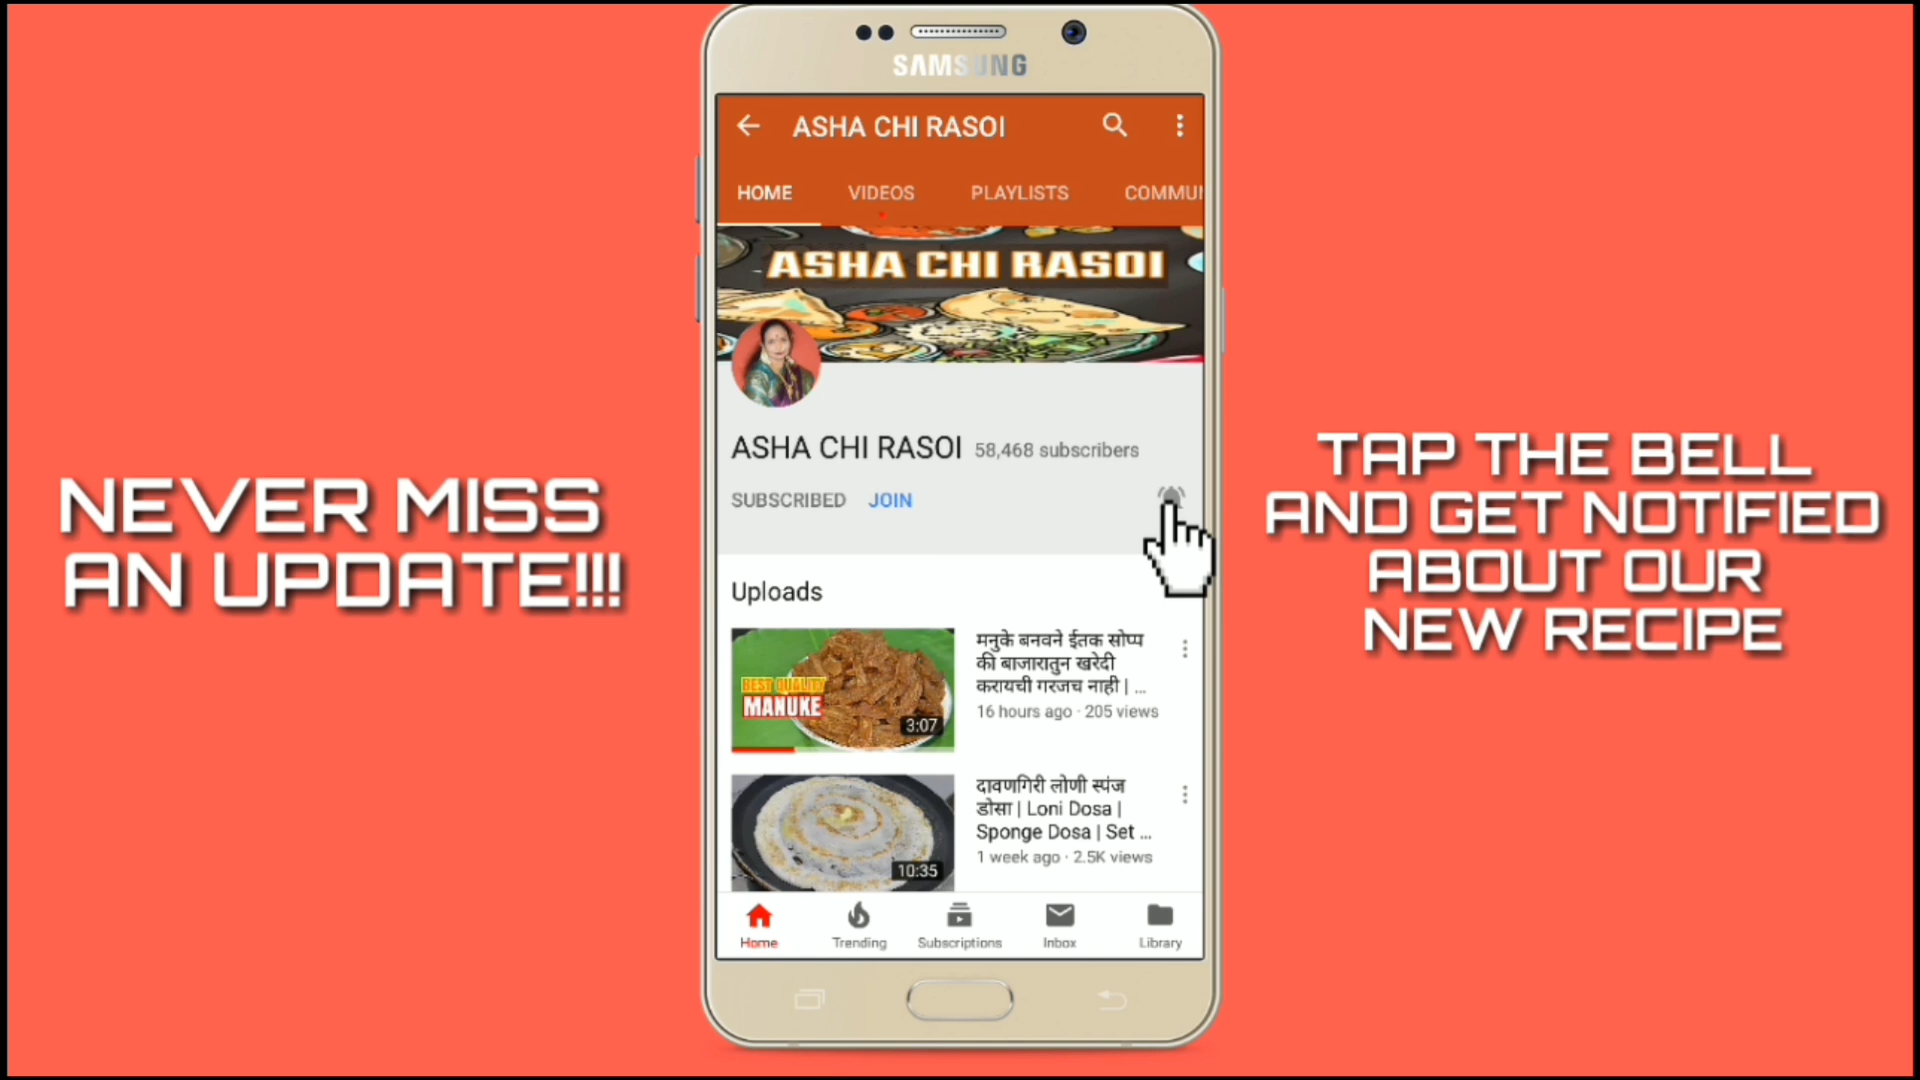 SAMSUNG
ASHA CHI RASOI
HOME VIDEOS PLAYLISTS COMMUN
ASHA CHI RASOI
ASHA CHI RASOI 58,468 subscribers
SUBSCRIBED JOIN
Uploads
BEST QUALITY
MANUKE
3:07
मनुके बनवने ईतक सोप्प
की बाजारातुन खरेदी
करायची गरजच नाही | ...
16 hours ago · 205 views
10:35
दावणगिरी लोणी स्पंज
डोसा | Loni Dosa |
Sponge Dosa | Set ...
1 week ago · 2.5K views
Home Trending Subscriptions Inbox Library
NEVER MISS
AN UPDATE!!!
TAP THE BELL
AND GET NOTIFIED
ABOUT OUR
NEW RECIPE